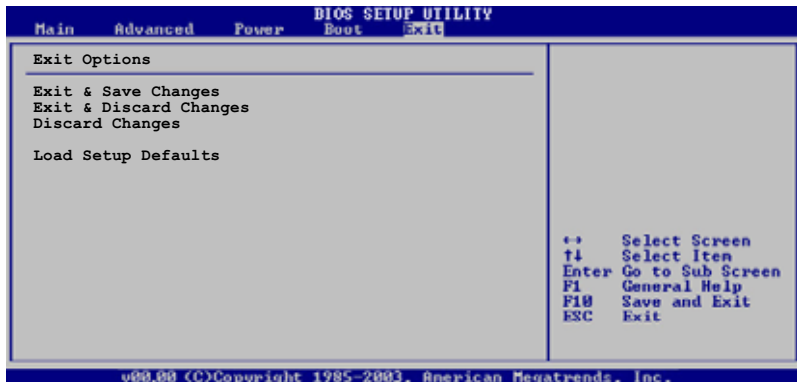 BIOS SETUP UTILITY
Main Advanced Power Boot Exit
Exit Options
Exit & Save Changes
Exit & Discard Changes
Discard Changes
Load Setup Defaults
↔ Select Screen
↑↓ Select Item
Enter Go to Sub Screen
F1 General Help
F10 Save and Exit
ESC Exit
v00.00 (C)Copyright 1985-2003, American Megatrends, Inc.